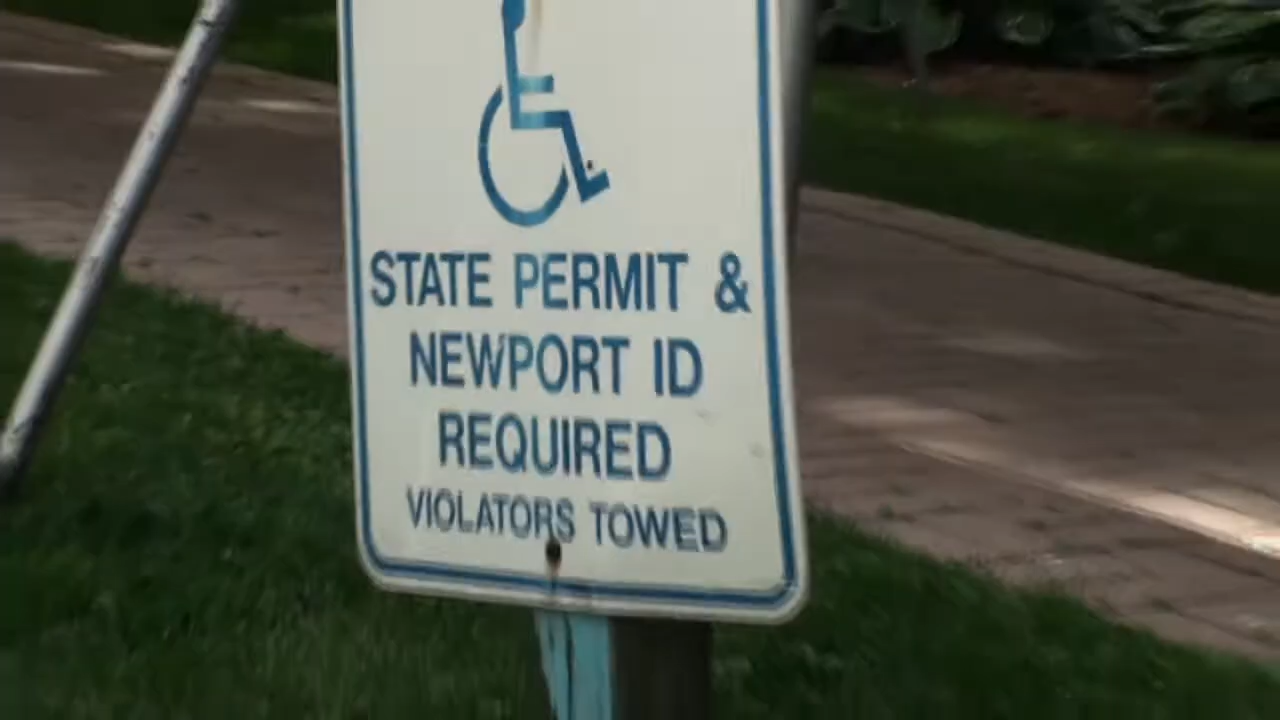 STATE PERMIT &
NEWPORT ID
REQUIRED
VIOLATORS TOWED